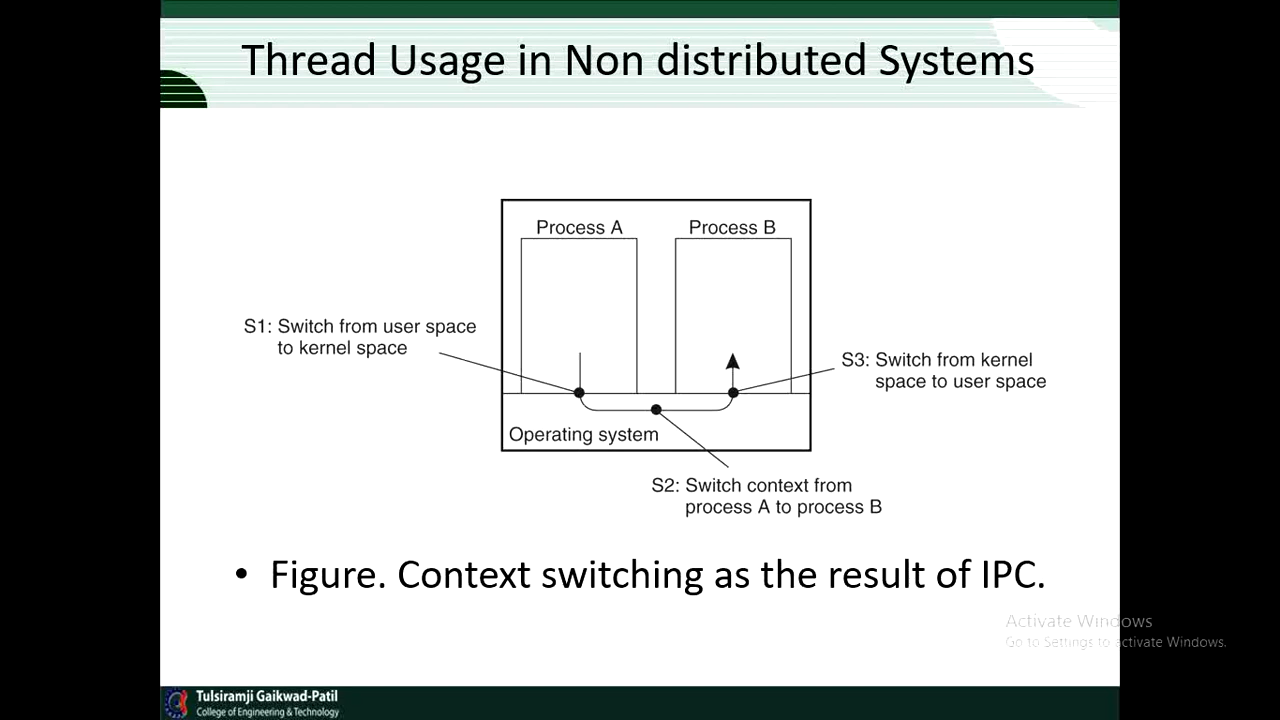 Thread Usage in Non distributed Systems
Process A
Process B
S1: Switch from user space
to kernel space
S3: Switch from kernel
space to user space
Operating system
S2: Switch context from
process A to process B
• Figure. Context switching as the result of IPC.
Activate Windows
Go to Settings to activate Windows.
Tulsiramji Gaikwad-Patil
College of Engineering & Technology